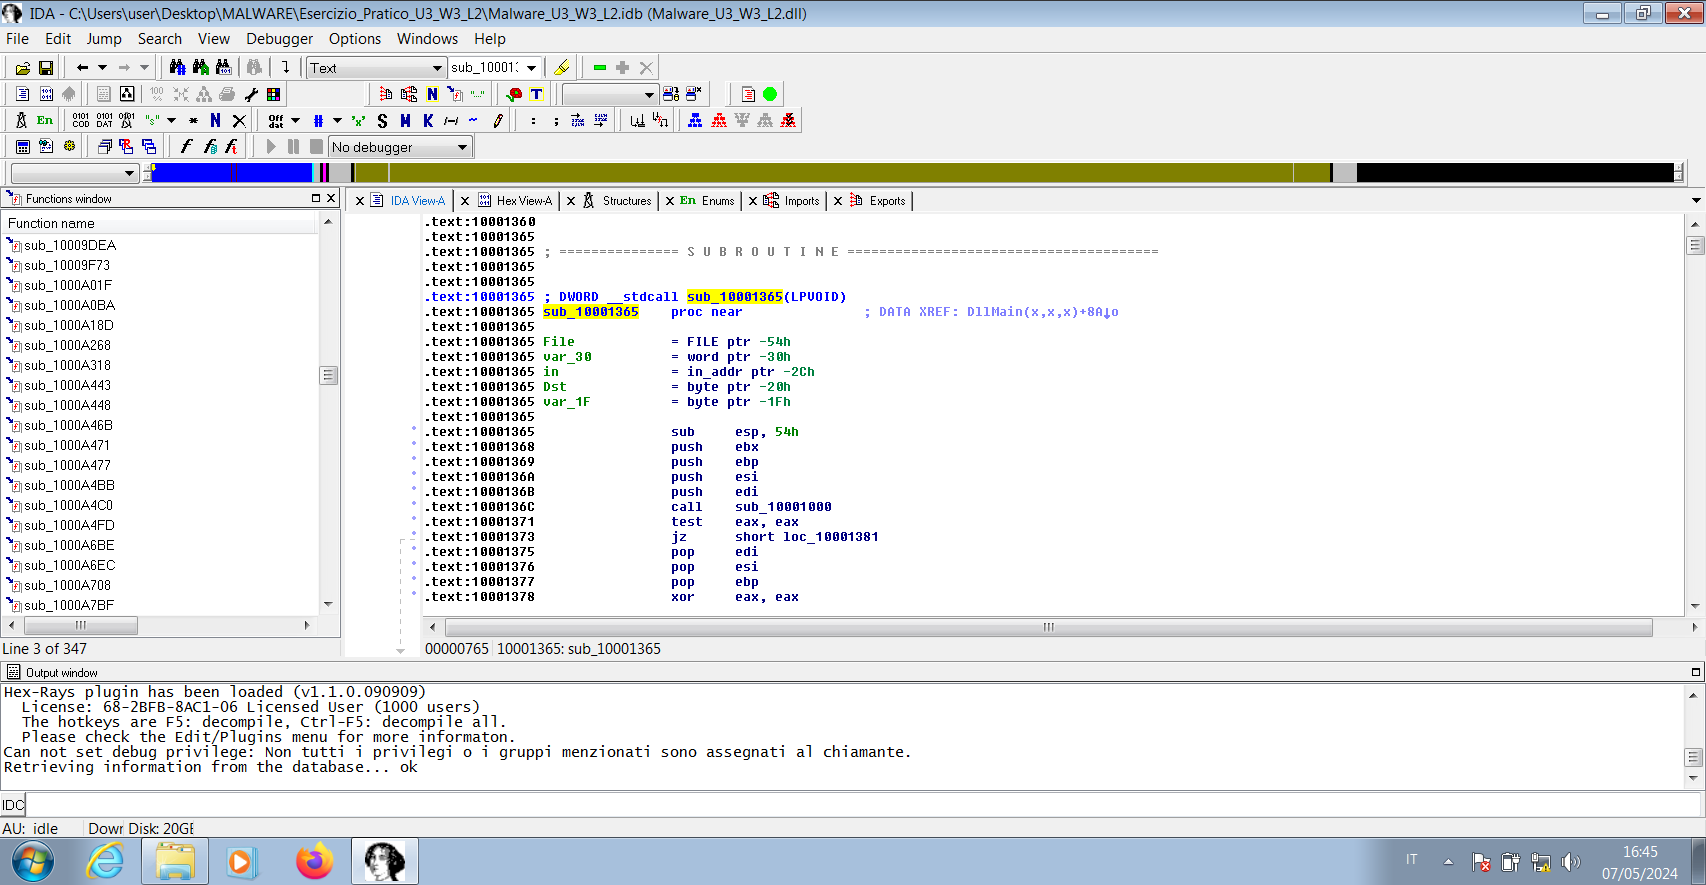 IDA - C:\Users\user\Desktop\MALWARE\Esercizio_Pratico_U3_W3_L2\Malware_U3_W3_L2.idb (Malware_U3_W3_L2.dll)
File Edit Jump Search View Debugger Options Windows Help
Text
sub_10001:
No debugger
Functions window
IDA View-A
Hex View-A
Structures
En Enums
Imports
Exports
Function name
sub_10009DEA
sub_10009F73
sub_1000A01F
sub_1000A0BA
sub_1000A18D
sub_1000A268
sub_1000A318
sub_1000A443
sub_1000A448
sub_1000A46B
sub_1000A471
sub_1000A477
sub_1000A4BB
sub_1000A4C0
sub_1000A4FD
sub_1000A6BE
sub_1000A6EC
sub_1000A708
sub_1000A7BF
Line 3 of 347
.text:10001360
.text:10001365
.text:10001365 ; =============== S U B R O U T I N E =======================================
.text:10001365
.text:10001365
.text:10001365 ; DWORD __stdcall sub_10001365(LPVOID)
.text:10001365 sub_10001365 proc near ; DATA XREF: DllMain(x,x,x)+8A↓o
.text:10001365
.text:10001365 File = FILE ptr -54h
.text:10001365 var_30 = word ptr -30h
.text:10001365 in = in_addr ptr -2Ch
.text:10001365 Dst = byte ptr -20h
.text:10001365 var_1F = byte ptr -1Fh
.text:10001365
.text:10001365 sub esp, 54h
.text:10001368 push ebx
.text:10001369 push ebp
.text:1000136A push esi
.text:1000136B push edi
.text:1000136C call sub_10001000
.text:10001371 test eax, eax
.text:10001373 jz short loc_10001381
.text:10001375 pop edi
.text:10001376 pop esi
.text:10001377 pop ebp
.text:10001378 xor eax, eax
00000765 10001365: sub_10001365
Output window
Hex-Rays plugin has been loaded (v1.1.0.090909)
License: 68-2BFB-8AC1-06 Licensed User (1000 users)
The hotkeys are F5: decompile, Ctrl-F5: decompile all.
Please check the Edit/Plugins menu for more informaton.
Can not set debug privilege: Non tutti i privilegi o i gruppi menzionati sono assegnati al chiamante.
Retrieving information from the database... ok
IDC
AU: idle Down Disk: 20GB
IT
16:45
07/05/2024